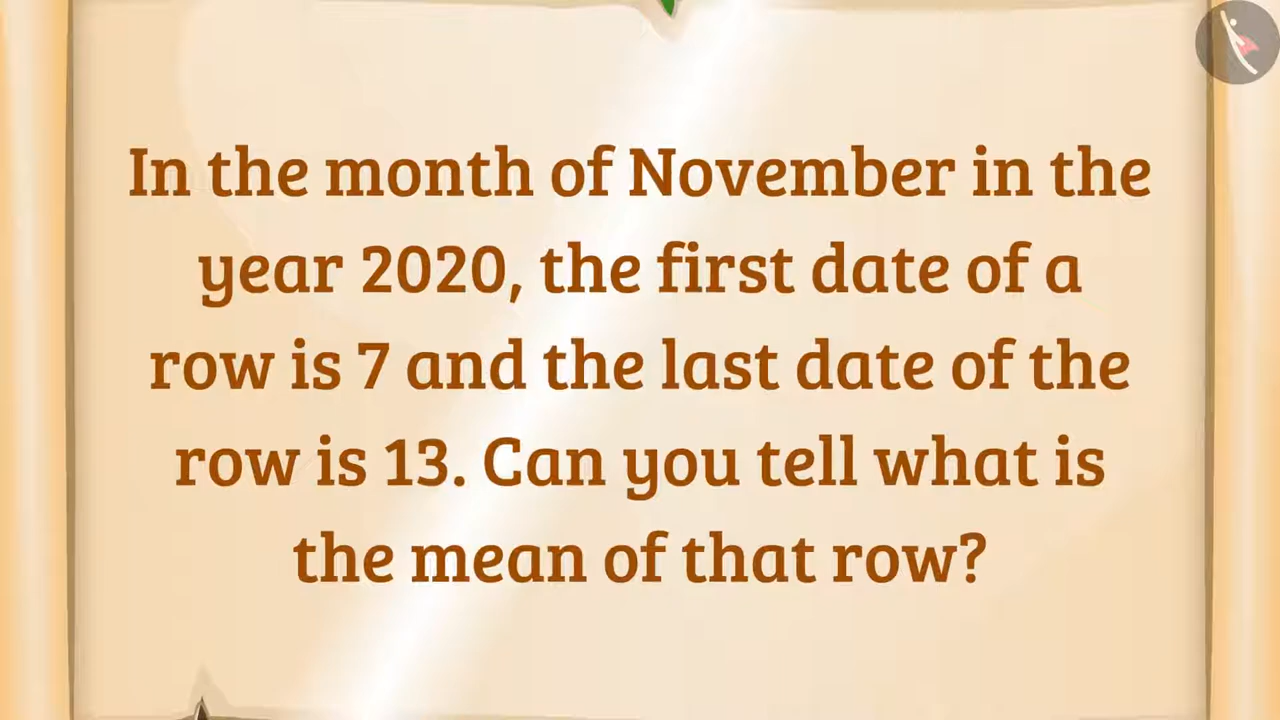 In the month of November in the
year 2020, the first date of a
row is 7 and the last date of the
row is 13. Can you tell what is
the mean of that row?